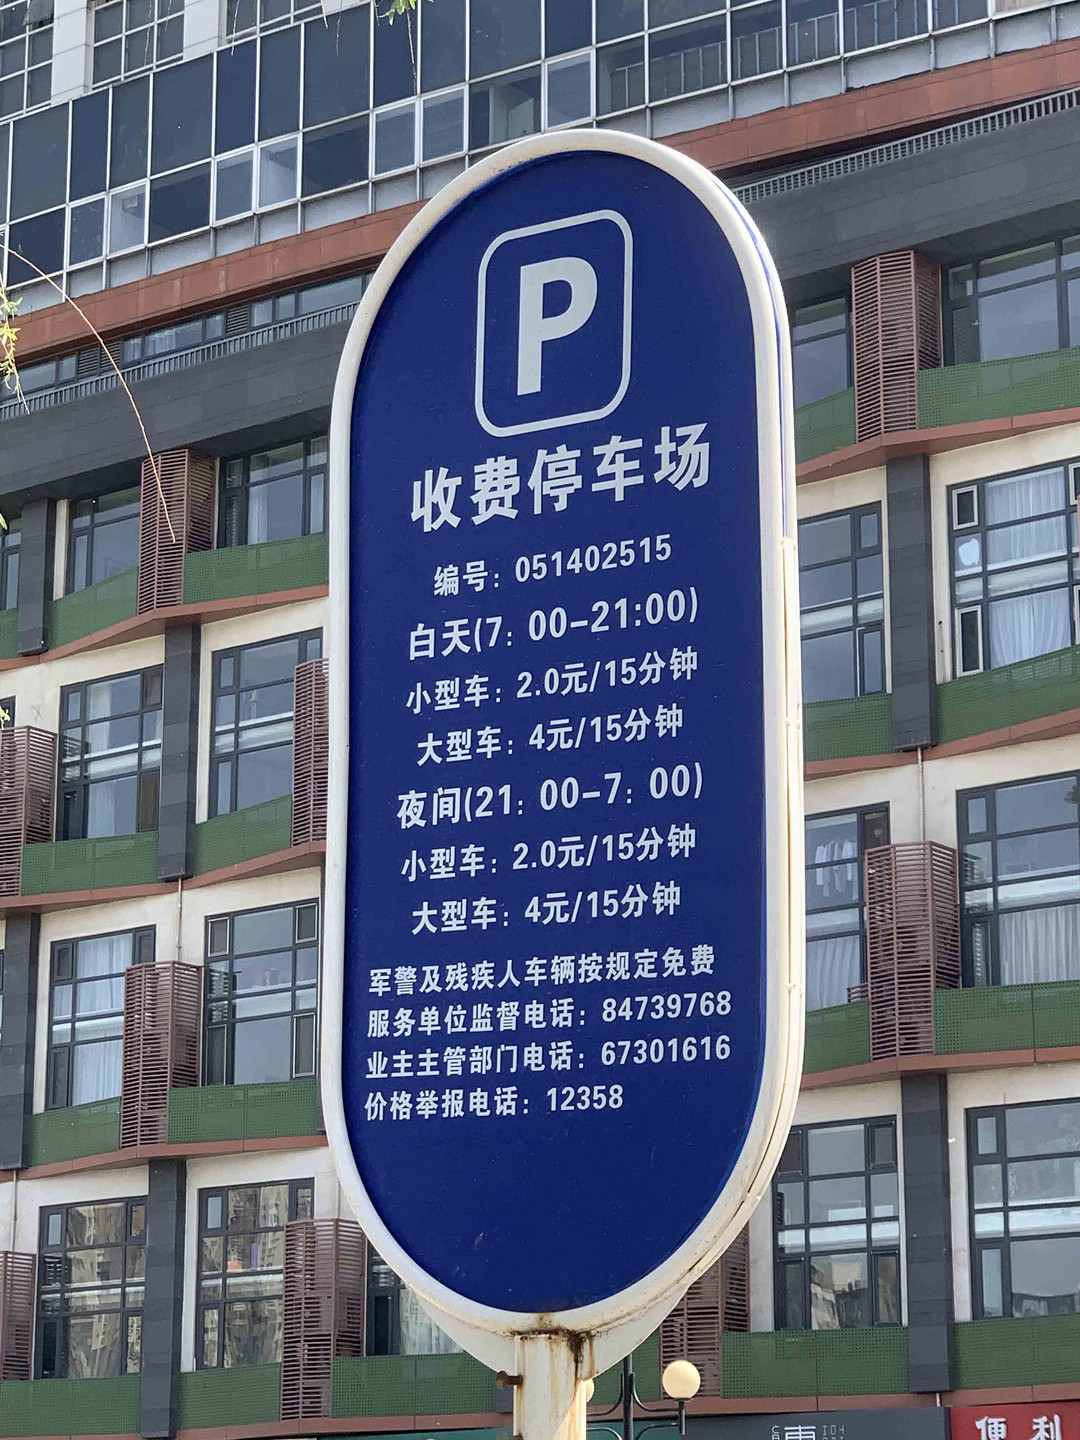 P
收费停车场
编号: 051402515
白天(7: 00-21:00)
小型车: 2.0元/15分钟
大型车: 4元/15分钟
夜间(21: 00-7: 00)
小型车: 2.0元/15分钟
大型车: 4元/15分钟
军警及残疾人车辆按规定免费
服务单位监督电话: 84739768
业主主管部门电话: 67301616
价格举报电话: 12358
便利